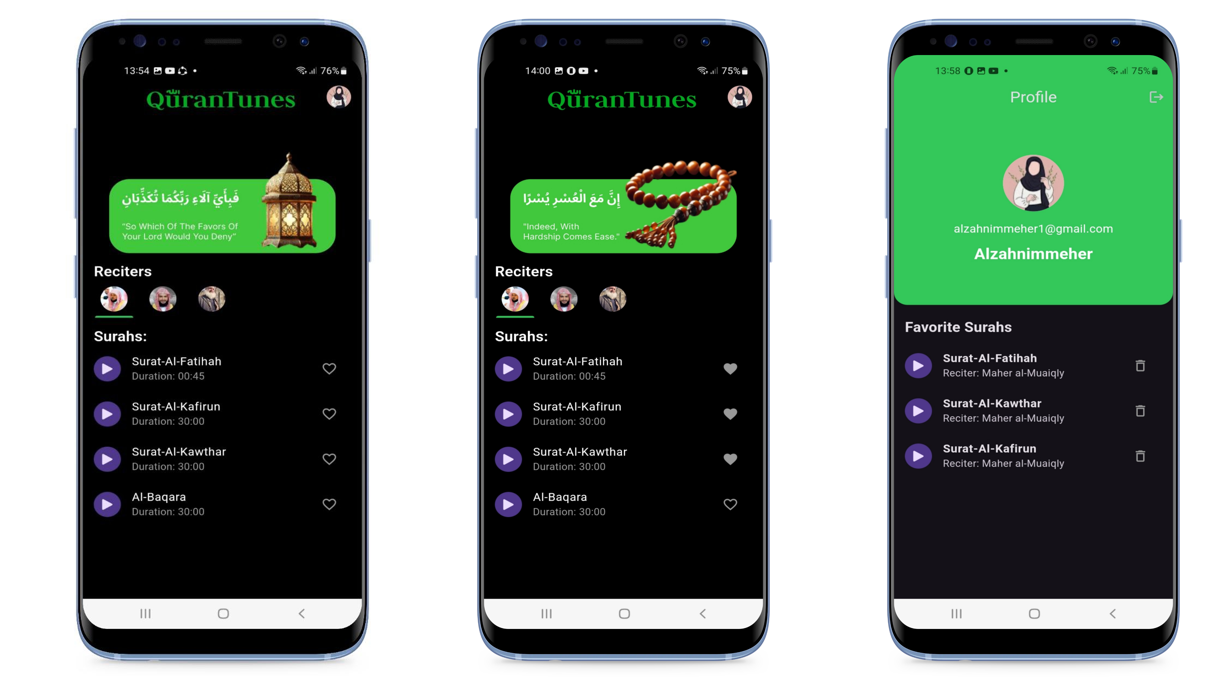 13:54
76%
QuranTunes
فَبِأَيِّ آلَاءِ رَبِّكُمَا تُكَذِّبَانِ
"So Which Of The Favors Of
Your Lord Would You Deny"
Reciters
Surahs:
Surat-Al-Fatihah
Duration: 00:45
Surat-Al-Kafirun
Duration: 30:00
Surat-Al-Kawthar
Duration: 30:00
Al-Baqara
Duration: 30:00
14:00
75%
QuranTunes
إِنَّ مَعَ الْعُسْرِ يُسْرًا
"Indeed, With
Hardship Comes Ease."
Reciters
Surahs:
Surat-Al-Fatihah
Duration: 00:45
Surat-Al-Kafirun
Duration: 30:00
Surat-Al-Kawthar
Duration: 30:00
Al-Baqara
Duration: 30:00
13:58
75%
Profile
alzahnimmeher1@gmail.com
Alzahnimmeher
Favorite Surahs
Surat-Al-Fatihah
Reciter: Maher al-Muaiqly
Surat-Al-Kawthar
Reciter: Maher al-Muaiqly
Surat-Al-Kafirun
Reciter: Maher al-Muaiqly